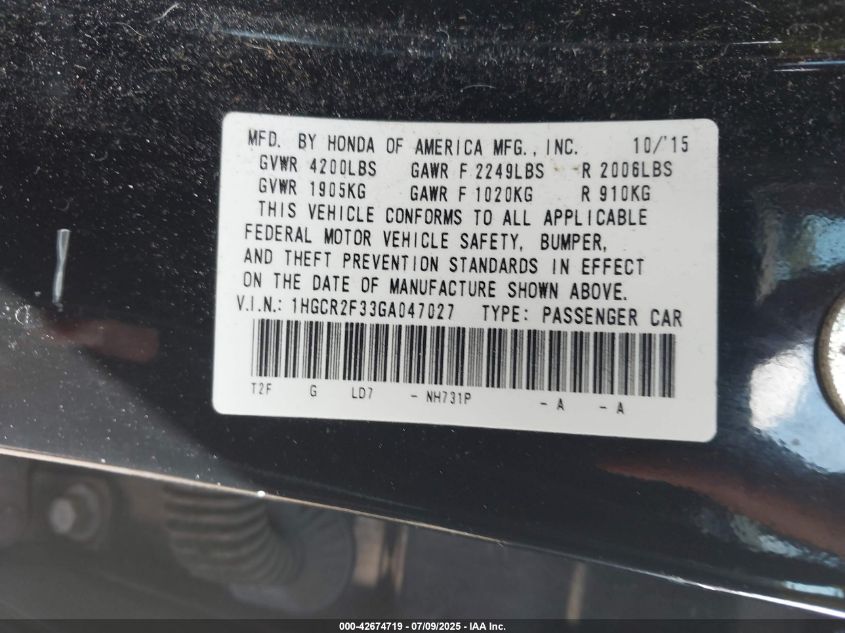 MFD. BY HONDA OF AMERICA MFG., INC. 10/'15
GVWR 4200LBS GAWR F 2249LBS R 2006LBS
GVWR 1905KG GAWR F 1020KG R 910KG
THIS VEHICLE CONFORMS TO ALL APPLICABLE
FEDERAL MOTOR VEHICLE SAFETY, BUMPER,
AND THEFT PREVENTION STANDARDS IN EFFECT
ON THE DATE OF MANUFACTURE SHOWN ABOVE.
V.I.N.: 1HGCR2F33GA047027 TYPE: PASSENGER CAR
T2F G LD7 - NH731P - A - A
000-42674719 / 07/09/2025 - IAA Inc.